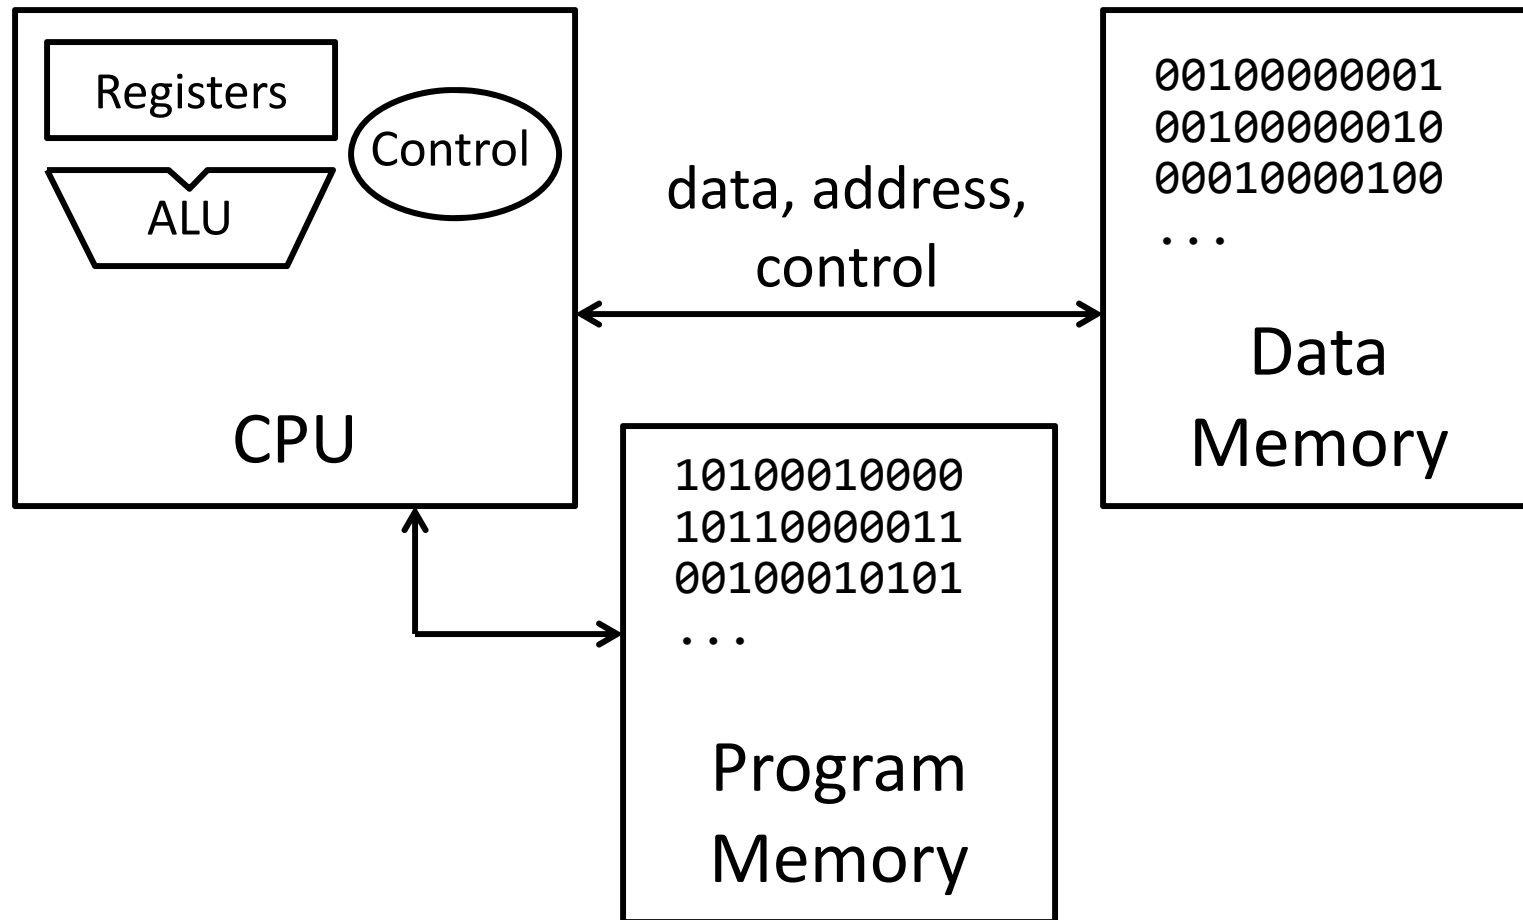 Registers
Control
ALU
CPU
data, address,
control
00100000001
00100000010
00010000100
...
Data
Memory
10100010000
10110000011
00100010101
...
Program
Memory